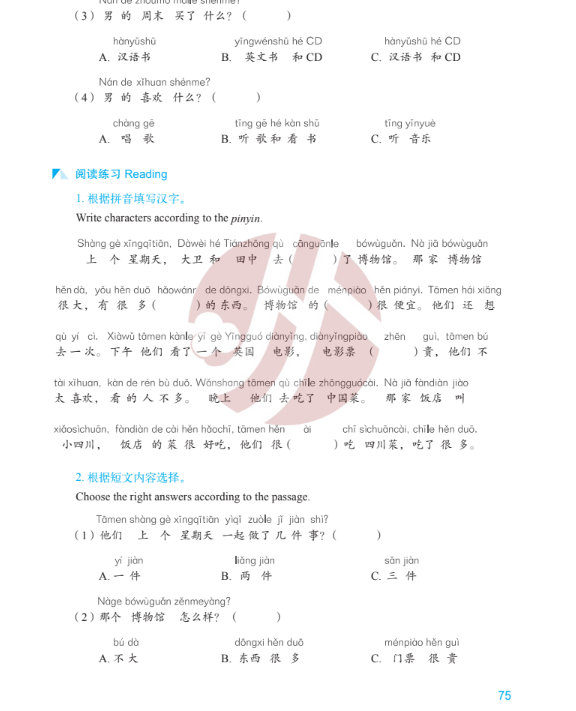 Nán de zhōumò mǎile shénme?
（3）男 的 周末 买了 什么？（ ）
hànyǔshū yīngwénshū hé CD hànyǔshū hé CD
A. 汉语书 B. 英文书 和 CD C. 汉语书 和 CD
Nán de xǐhuan shénme?
（4）男 的 喜欢 什么？（ ）
chàng gē tīng gē hé kàn shū tīng yīnyuè
A. 唱 歌 B. 听 歌 和 看 书 C. 听 音乐
阅读练习 Reading
1. 根据拼音填写汉字。
Write characters according to the pinyin.
Shàng gè xīngqītiān, Dàwèi hé Tiánzhōng qù cānguānle bówùguǎn. Nà jiā bówùguǎn
上 个 星期天，大卫 和 田中 去（ ）了 博物馆。那 家 博物馆
hěn dà, yǒu hěn duō hǎowánr de dōngxi. Bówùguǎn de ménpiào hěn piányi. Tāmen hái xiǎng
很 大，有 很 多（ ）的 东西。博物馆 的（ ）很 便宜。他们 还 想
qù yí cì. Xiàwǔ tāmen kànle yí gè Yīngguó diànyǐng, diànyǐngpiào zhēn guì, tāmen bú
去 一 次。下午 他们 看了 一 个 英国 电影， 电影票（ ）贵，他们 不
tài xǐhuan, kàn de rén bù duō. Wǎnshang tāmen qù chīle zhōngguócài. Nà jiā fàndiàn jiào
太 喜欢，看 的 人 不 多。 晚上 他们 去 吃了 中国菜。 那 家 饭店 叫
xiǎosìchuān, fàndiàn de cài hěn hǎochī, tāmen hěn ài chī sìchuāncài, chīle hěn duō.
小四川， 饭店 的 菜 很 好吃，他们 很（ ）吃 四川菜，吃了 很 多。
2. 根据短文内容选择。
Choose the right answers according to the passage.
Tāmen shàng gè xīngqītiān yìqǐ zuòle jǐ jiàn shì?
（1）他们 上 个 星期天 一起 做了 几 件 事？（ ）
yí jiàn liǎng jiàn sān jiàn
A. 一 件 B. 两 件 C. 三 件
Nàge bówùguǎn zěnmeyàng?
（2）那个 博物馆 怎么样？（ ）
bú dà dōngxi hěn duō ménpiào hěn guì
A. 不 大 B. 东西 很 多 C. 门票 很 贵
75